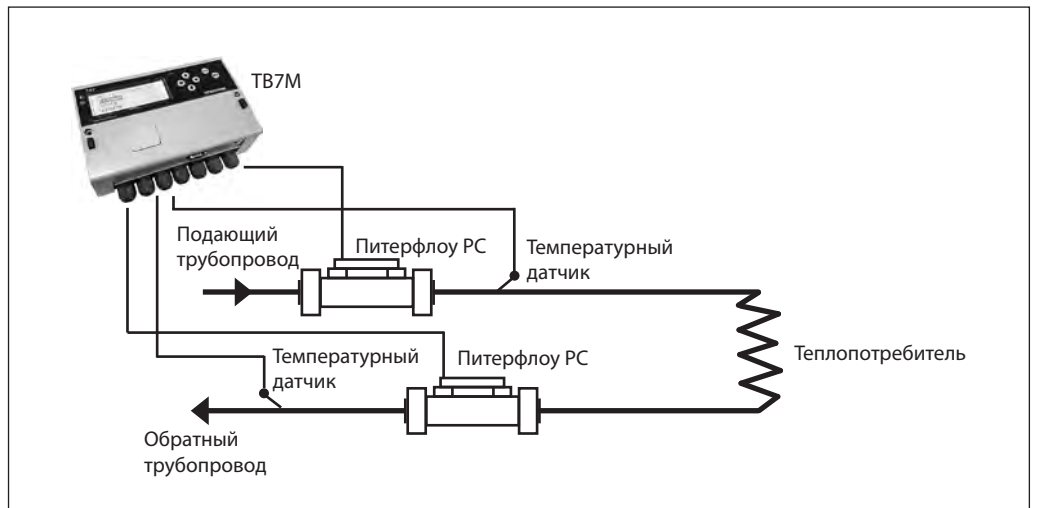 ТВ7М
Подающий
трубопровод
Питерфлоу РС
Температурный
датчик
Теплопотребитель
Температурный
датчик
Питерфлоу РС
Обратный
трубопровод